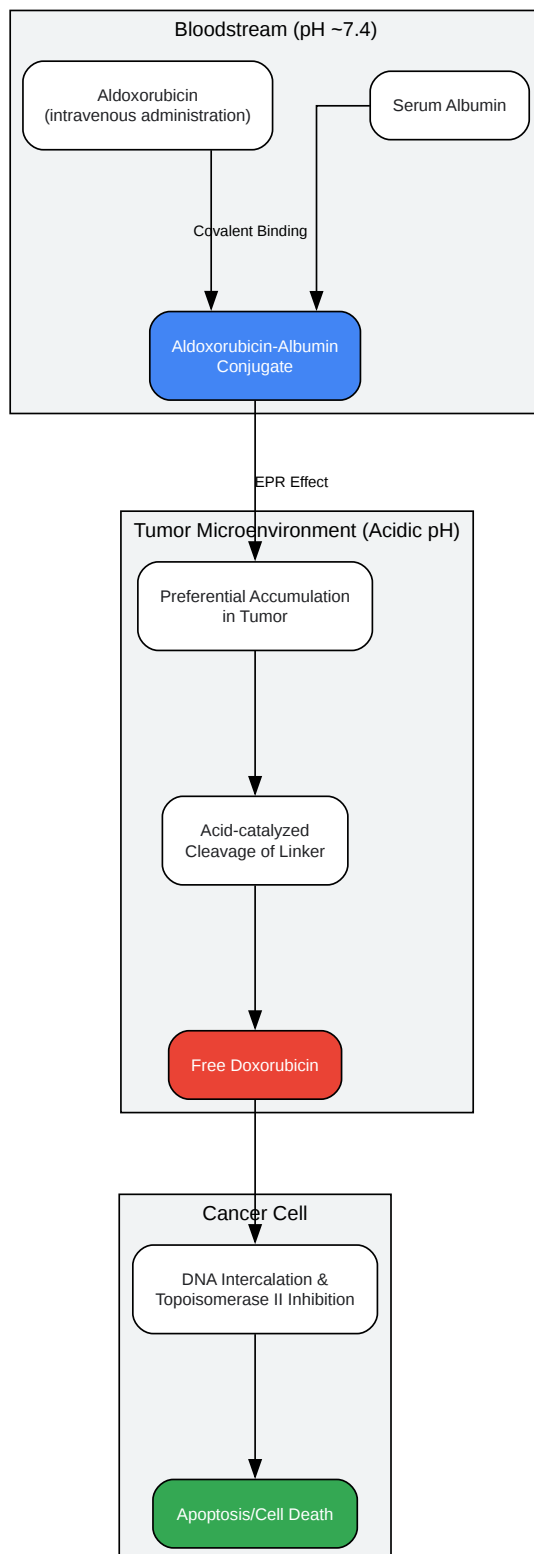 Bloodstream (pH ~7.4)
Aldoxorubicin
(intravenous administration)
Serum Albumin
Covalent Binding
Aldoxorubicin-Albumin
Conjugate
EPR Effect
Tumor Microenvironment (Acidic pH)
Preferential Accumulation
in Tumor
Acid-catalyzed
Cleavage of Linker
Free Doxorubicin
Cancer Cell
DNA Intercalation &
Topoisomerase II Inhibition
Apoptosis/Cell Death